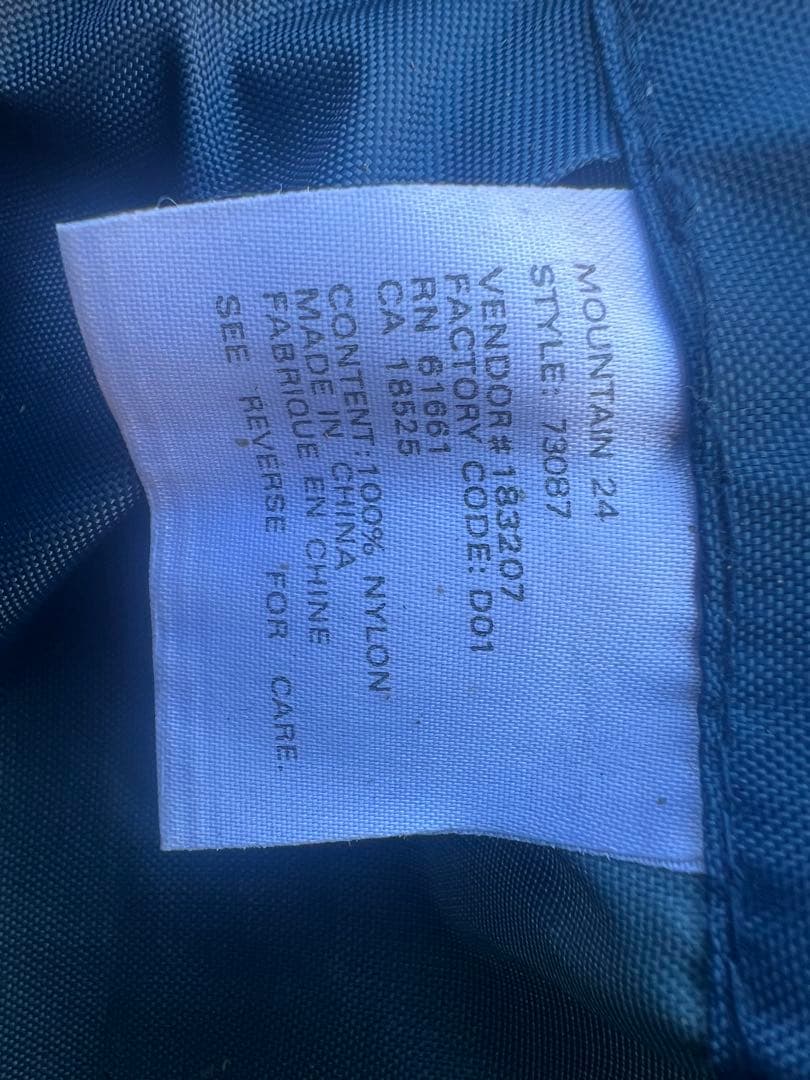 MOUNTAIN 24
STYLE: 73087
VENDOR# 183207
FACTORY CODE: D01
RN 61661
CA 18525
CONTENT: 100% NYLON
MADE IN CHINA
FABRIQUE EN CHINE
SEE REVERSE FOR CARE.